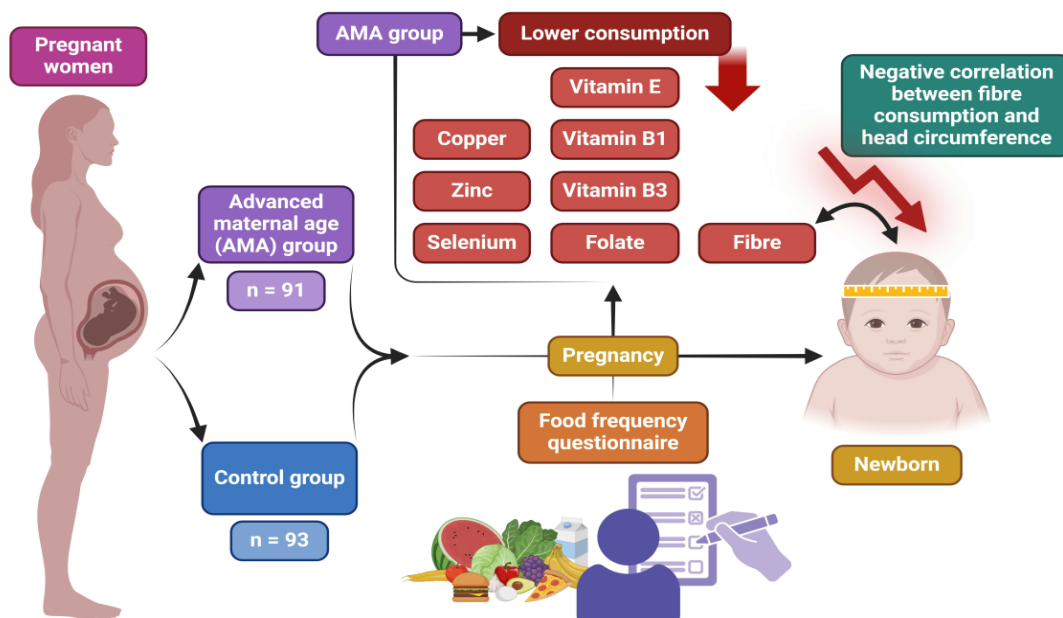 Pregnant
women
AMA group
Lower consumption
Vitamin E
Copper
Vitamin B1
Zinc
Vitamin B3
Selenium
Folate
Fibre
Negative correlation
between fibre
consumption and
head circumference
Advanced
maternal age
(AMA) group
n = 91
Control group
n = 93
Pregnancy
Food frequency
questionnaire
Newborn